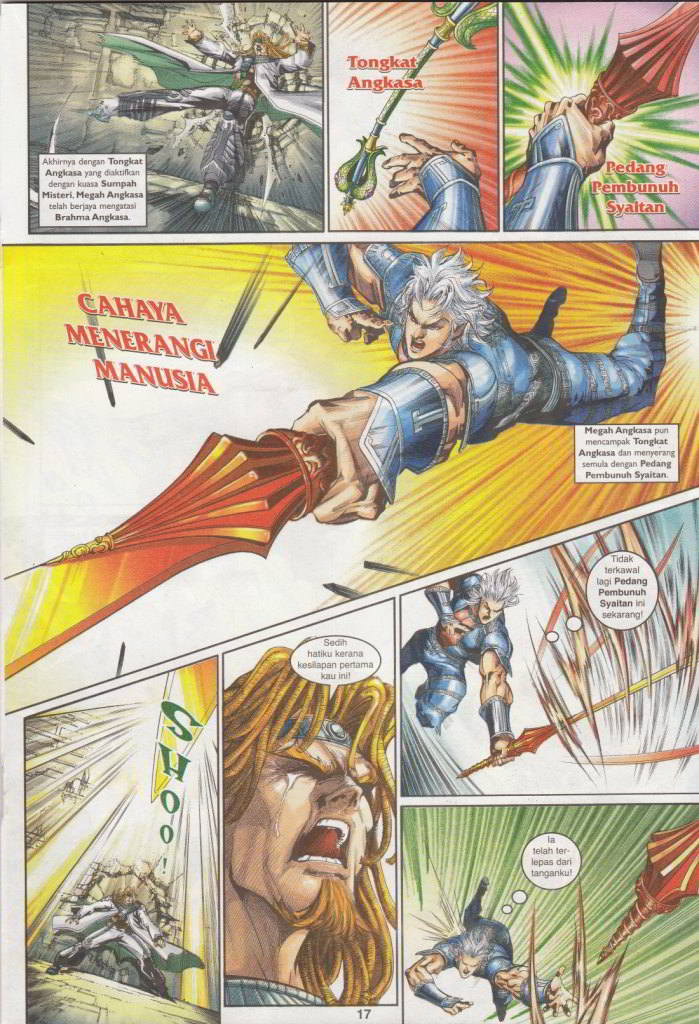 Akhirnya dengan Tongkat
Angkasa yang diaktifkan
dengan kuasa Sumpah
Misteri, Megah Angkasa
telah berjaya mengatasi
Brahma Angkasa.
Tongkat
Angkasa
Pedang
Pembunuh
Syaitan
CAHAYA
MENERANGI
MANUSIA
Megah Angkasa pun
mencampak Tongkat
Angkasa dan menyerang
semula dengan Pedang
Pembunuh Syaitan.
SHOO!
Sedih
hatiku kerana
kesilapan pertama
kau ini!
Tidak
terkawal
lagi Pedang
Pembunuh
Syaitan ini
sekarang!
Ia
telah ter-
lepas dari
tanganku!
17